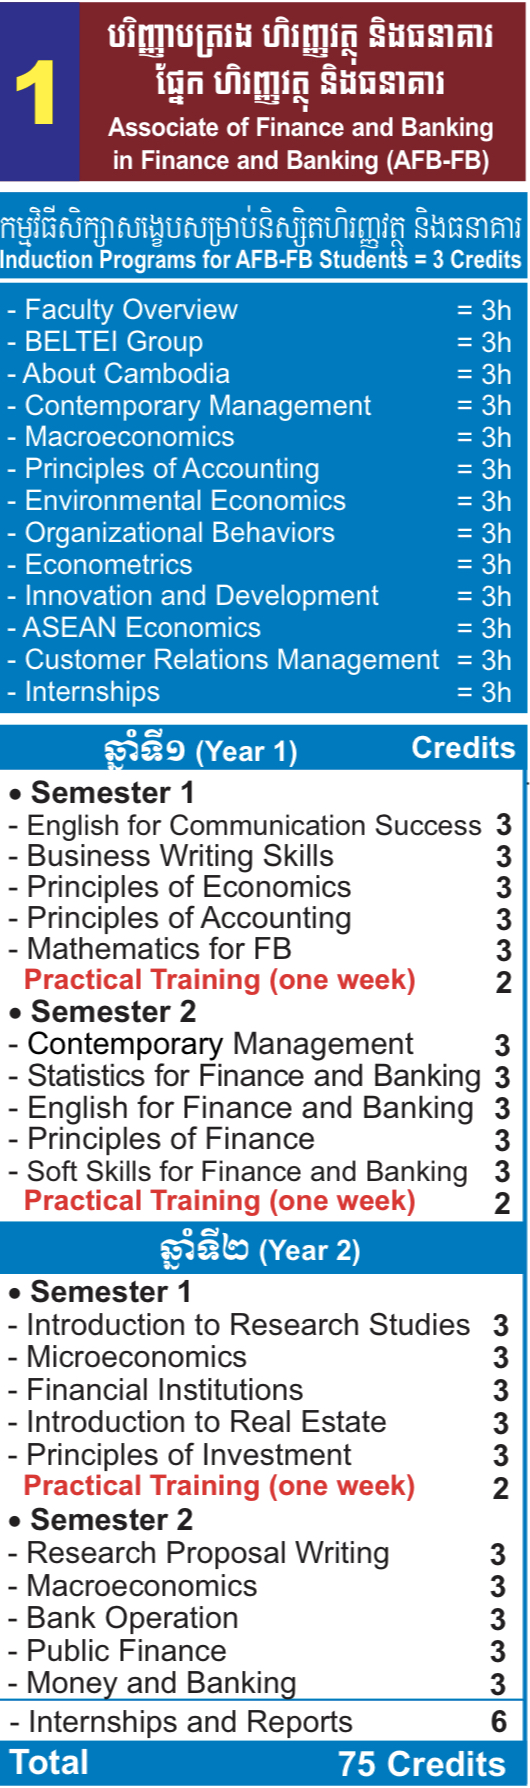 1
បរិញ្ញាបត្ររង ហិរញ្ញវត្ថុ និងធនាគារ
ផ្នែក ហិរញ្ញវត្ថុ និងធនាគារ
Associate of Finance and Banking
in Finance and Banking (AFB-FB)
កម្មវិធីសិក្សាសង្ខេបសម្រាប់និស្សិតហិរញ្ញវត្ថុ និងធនាគារ
Induction Programs for AFB-FB Students = 3 Credits
- Faculty Overview = 3h
- BELTEI Group = 3h
- About Cambodia = 3h
- Contemporary Management = 3h
- Macroeconomics = 3h
- Principles of Accounting = 3h
- Environmental Economics = 3h
- Organizational Behaviors = 3h
- Econometrics = 3h
- Innovation and Development = 3h
- ASEAN Economics = 3h
- Customer Relations Management = 3h
- Internships = 3h
ឆ្នាំទី១ (Year 1) Credits
• Semester 1
- English for Communication Success 3
- Business Writing Skills 3
- Principles of Economics 3
- Principles of Accounting 3
- Mathematics for FB 3
Practical Training (one week) 2
• Semester 2
- Contemporary Management 3
- Statistics for Finance and Banking 3
- English for Finance and Banking 3
- Principles of Finance 3
- Soft Skills for Finance and Banking 3
Practical Training (one week) 2
ឆ្នាំទី២ (Year 2)
• Semester 1
- Introduction to Research Studies 3
- Microeconomics 3
- Financial Institutions 3
- Introduction to Real Estate 3
- Principles of Investment 3
Practical Training (one week) 2
• Semester 2
- Research Proposal Writing 3
- Macroeconomics 3
- Bank Operation 3
- Public Finance 3
- Money and Banking 3
- Internships and Reports 6
Total 75 Credits